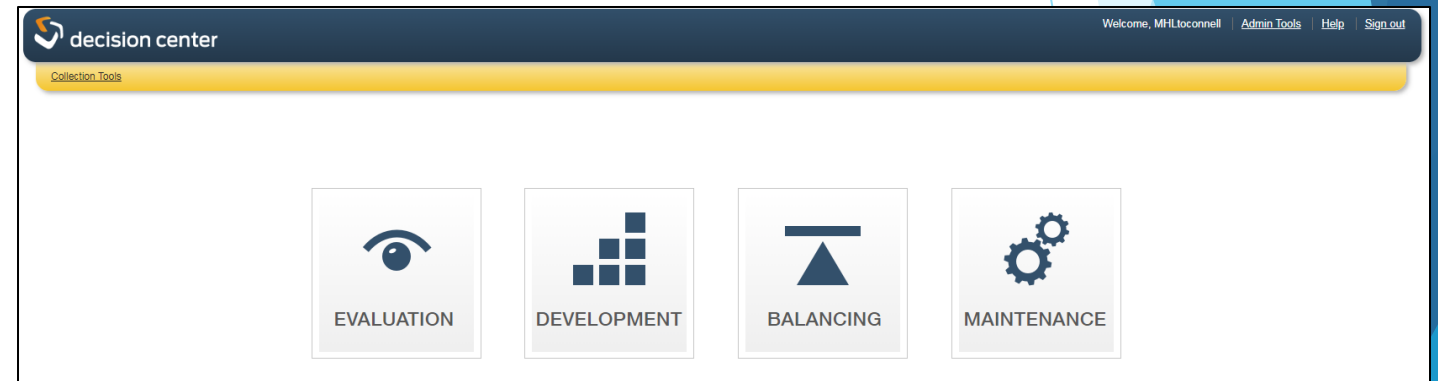 decision center
Welcome, MHLtoconnell | Admin Tools | Help | Sign out
Collection Tools
EVALUATION DEVELOPMENT BALANCING MAINTENANCE